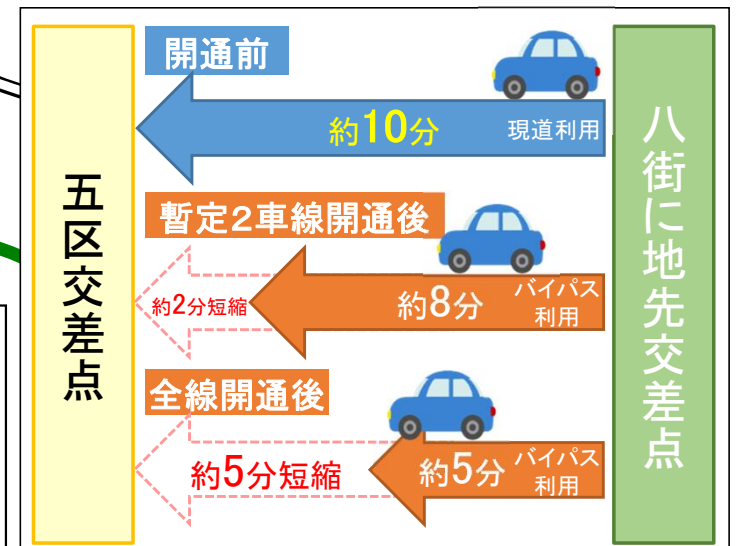 開通前
約10分
現道利用
五区交差点
八街に地先交差点
暫定2車線開通後
約2分短縮
約8分
バイパス
利用
全線開通後
約5分短縮
約5分
バイパス
利用